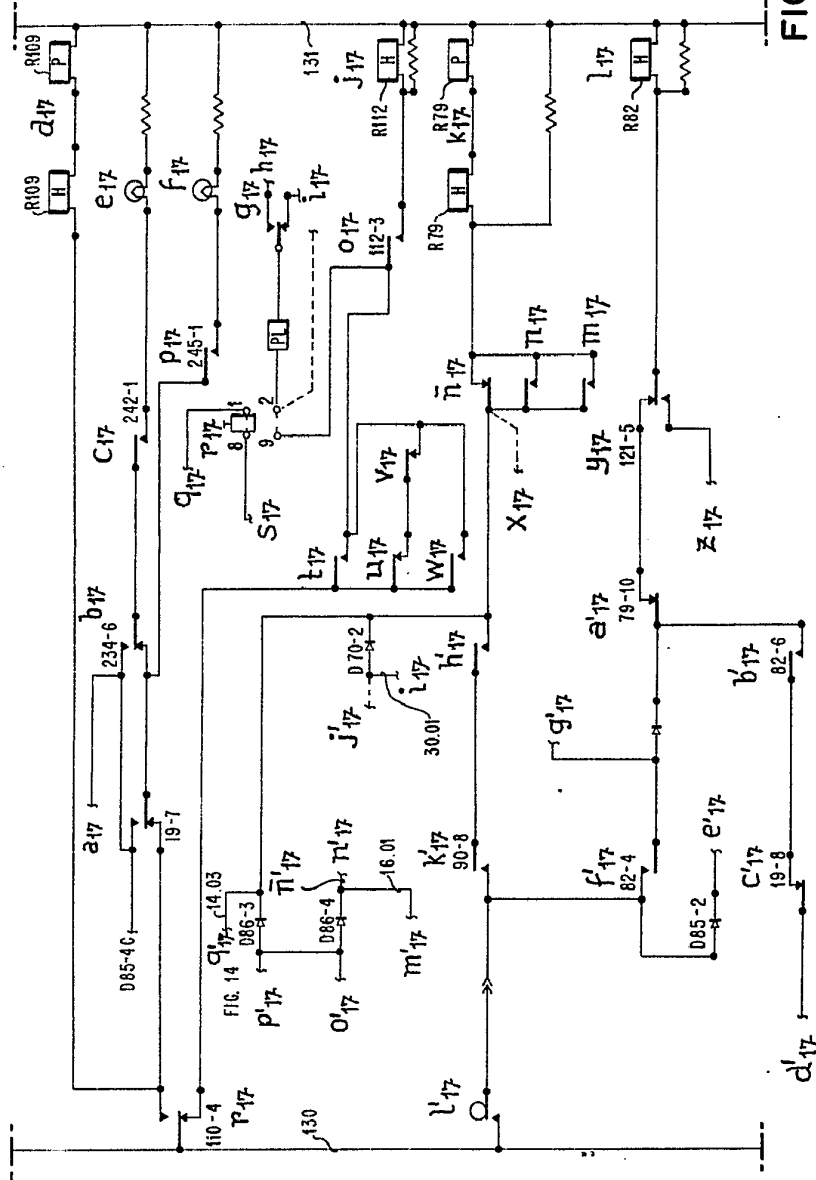 R109
P
d17
R109
H
131
e17
f17
j17
H
R112
R79
P
k17
R79
H
l17
H
R82
FIG
g17
h17
i17
o17
112-3
PL
p17
245-1
C17
242-1
q17
1
8
r17
2
9
S17
n̄17
n17
m17
X17
y17
121-5
z17
b17
234-6
t17
u17
v17
w17
a'17
79-10
a17
19-7
D70-2
j'17
i17
30.01
h'17
g'17
b'17
82-6
D85-4C
q'17
14.03
D86-3
n̄'17
n'17
16.01
FIG. 14
p'17
D86-4
o'17
m'17
k'17
90-8
f'17
82-4
D85-2
e'17
C'17
19-8
d'17
110-4
r17
130
l'17